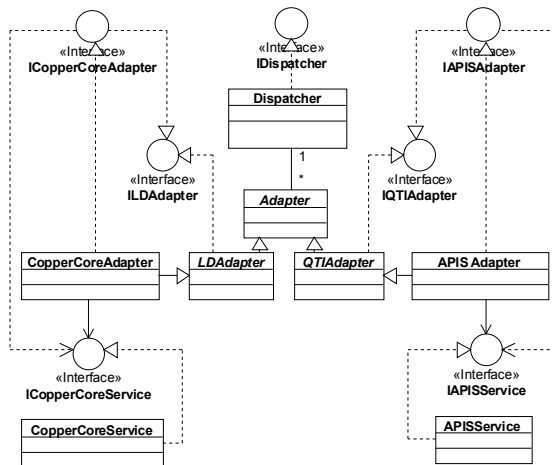 «Interface»
ICopperCoreAdapter
«Interface»
IDispatcher
«Interface»
IAPISAdapter
Dispatcher
1
*
«Interface»
ILDAdapter
«Interface»
IQTIAdapter
Adapter
CopperCoreAdapter
LDAdapter
QTIAdapter
APIS Adapter
«Interface»
ICopperCoreService
«Interface»
IAPISService
CopperCoreService
APISService